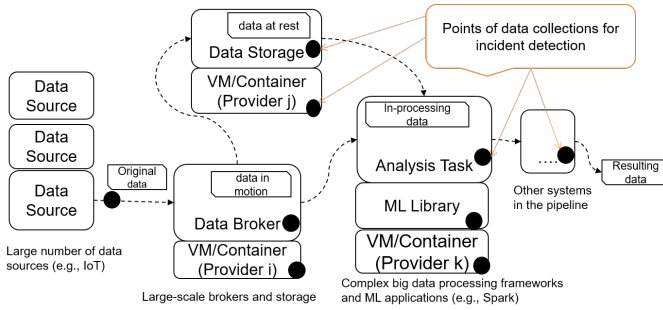 data at rest
Data Storage
VM/Container
(Provider j)
Points of data collections for
incident detection
Data
Source
Data
Source
Data
Source
Original
data
data in
motion
Data Broker
VM/Container
(Provider i)
In-processing
data
Analysis Task
ML Library
VM/Container
(Provider k)
....
Other systems
in the pipeline
Resulting
data
Large number of data
sources (e.g., IoT)
Large-scale brokers and storage
Complex big data processing frameworks
and ML applications (e.g., Spark)